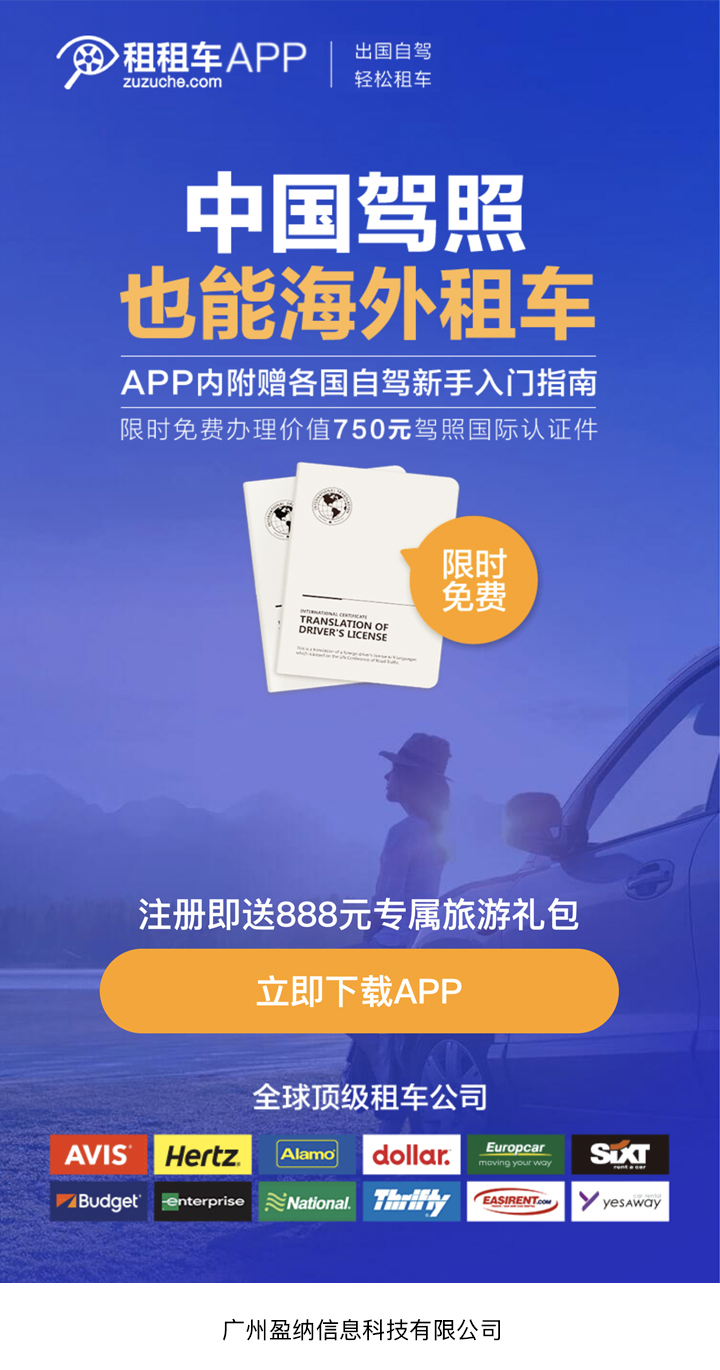 租租车APP
zuzuche.com
出国自驾
轻松租车
中国驾照
也能海外租车
APP内附赠各国自驾新手入门指南
限时免费办理价值750元驾照国际认证件
INTERNATIONAL CERTIFICATE
TRANSLATION OF
DRIVER'S LICENSE
限时
免费
注册即送888元专属旅游礼包
立即下载APP
全球顶级租车公司
AVIS Hertz. Alamo dollar. Europcar moving your way SiXT rent a car
Budget enterprise National. Thrifty EASIRENT.COM car rental yesaway
广州盈纳信息科技有限公司